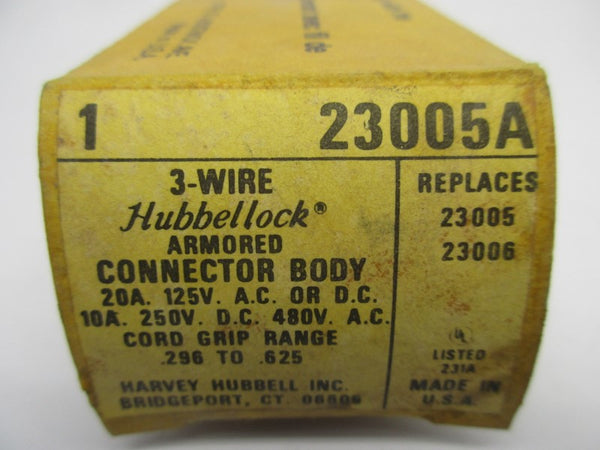 1
23005A
3-WIRE
Hubbellock®
ARMORED
CONNECTOR BODY
20A. 125V. A.C. OR D.C.
10A. 250V. D.C. 480V. A.C.
CORD GRIP RANGE
.296 TO .625
HARVEY HUBBELL INC.
BRIDGEPORT, CT. 06606
REPLACES
23005
23006
UL
LISTED
231A
MADE IN
U.S.A.